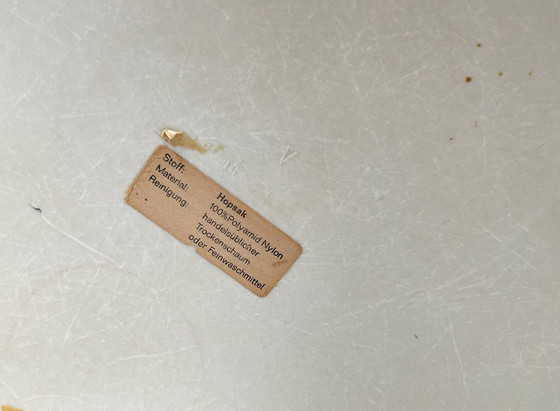 Stoff: Hopsak
Material: 100%Polyamid Nylon
Reinigung: handelsüblicher
Trockenschaum
oder Feinwaschmittel
M V